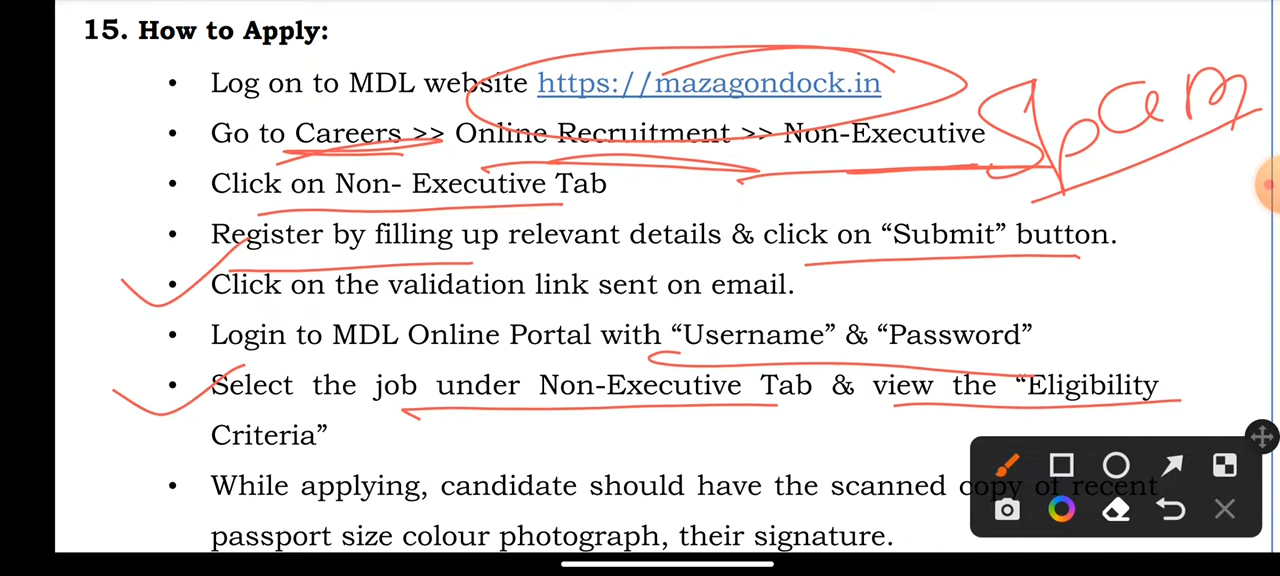 15. How to Apply:
• Log on to MDL website https://mazagondock.in
• Go to Careers >> Online Recruitment >> Non-Executive
Spam
• Click on Non- Executive Tab
• Register by filling up relevant details & click on “Submit” button.
• Click on the validation link sent on email.
• Login to MDL Online Portal with “Username” & “Password”
• Select the job under Non-Executive Tab & view the “Eligibility
Criteria”
• While applying, candidate should have the scanned copy of recent
passport size colour photograph, their signature.